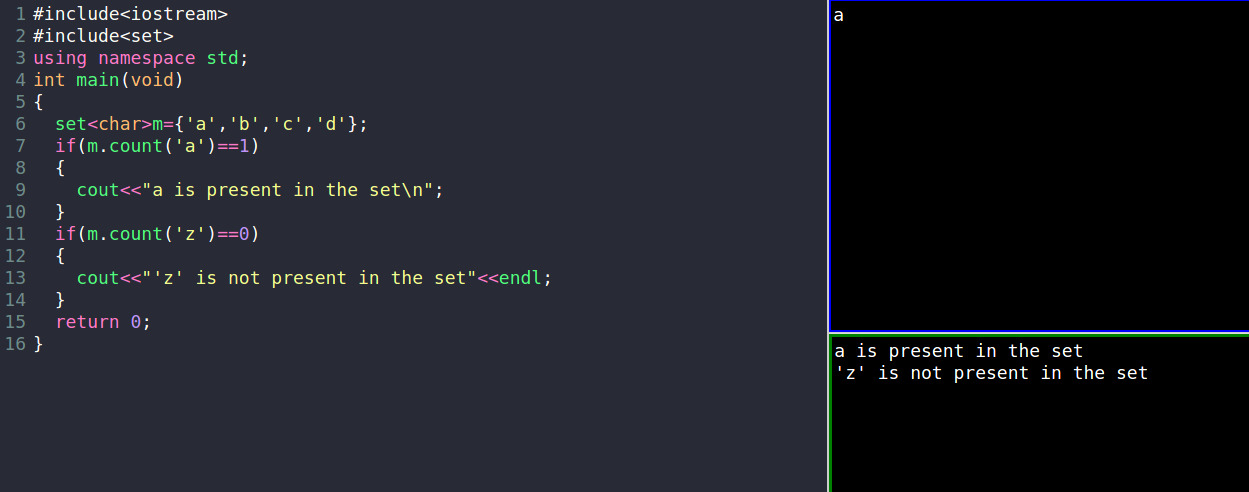 1 #include<iostream>
2 #include<set>
3 using namespace std;
4 int main(void)
5 {
6   set<char>m={'a','b','c','d'};
7   if(m.count('a')==1)
8   {
9     cout<<"a is present in the set\n";
10   }
11   if(m.count('z')==0)
12   {
13     cout<<"'z' is not present in the set"<<endl;
14   }
15   return 0;
16 }
a
a is present in the set
'z' is not present in the set